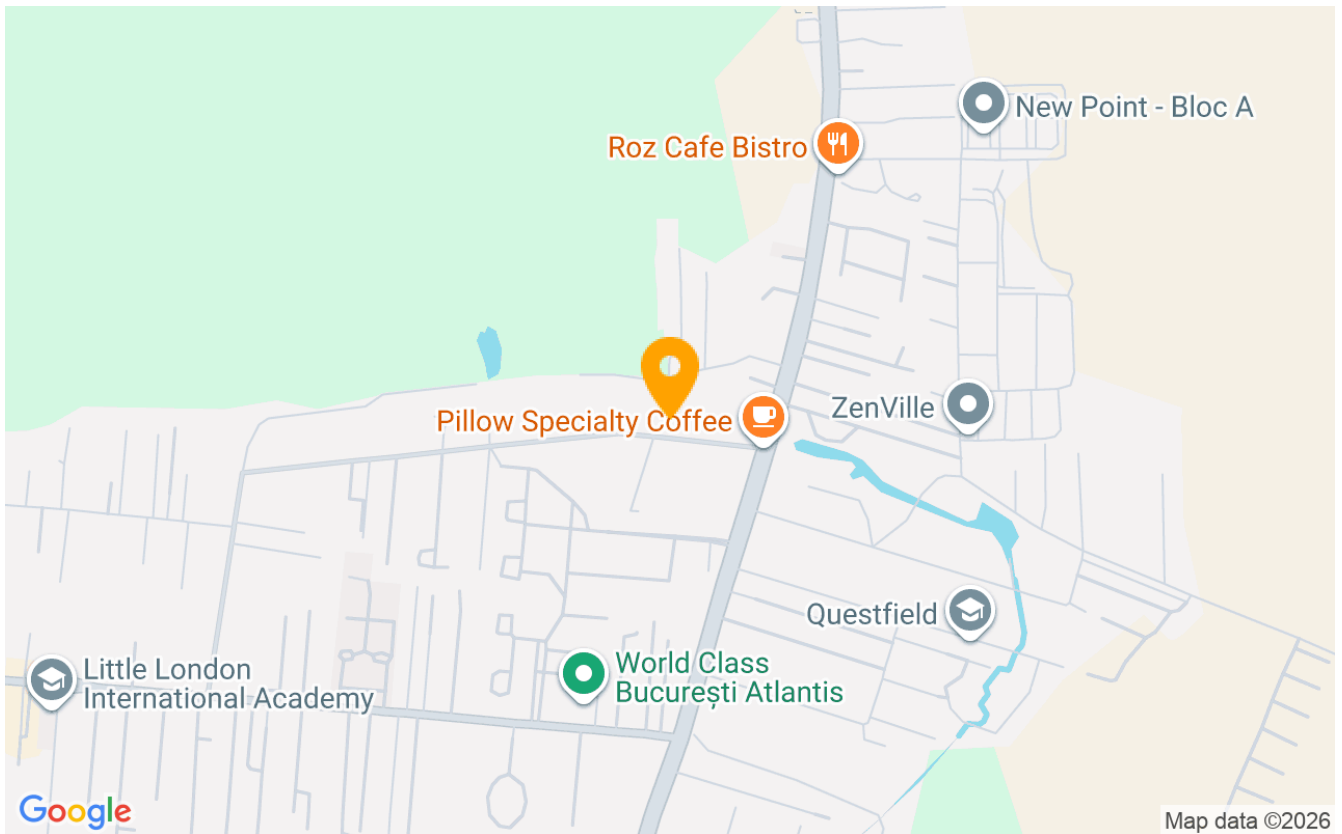 New Point - Bloc A
Roz Cafe Bistro
ZenVille
Pillow Specialty Coffee
Questfield
World Class
București Atlantis
Little London
International Academy
Google
Map data ©2026